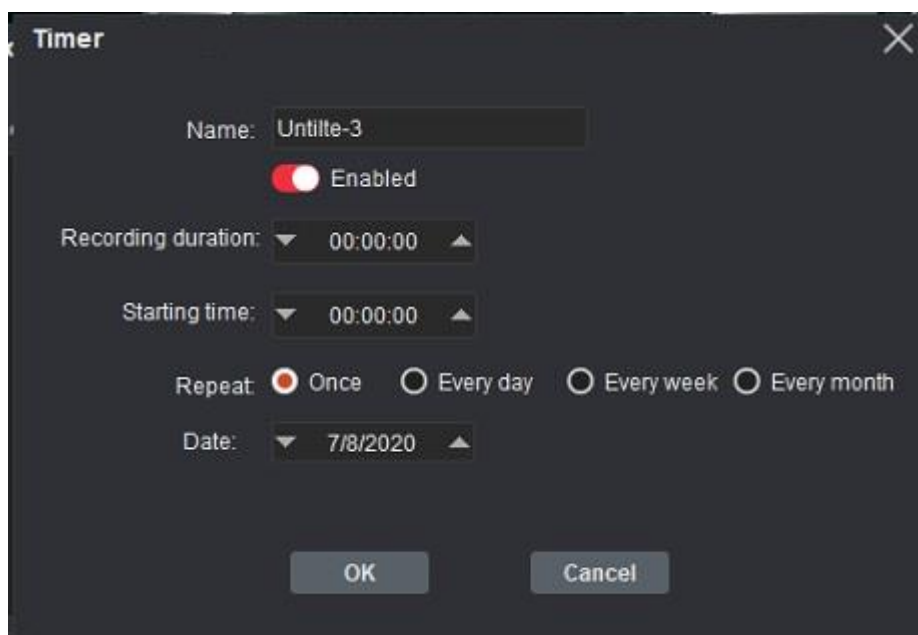 Timer
Name: Untilte-3
Enabled
Recording duration: 00:00:00
Starting time: 00:00:00
Repeat: Once Every day Every week Every month
Date: 7/8/2020
OK Cancel